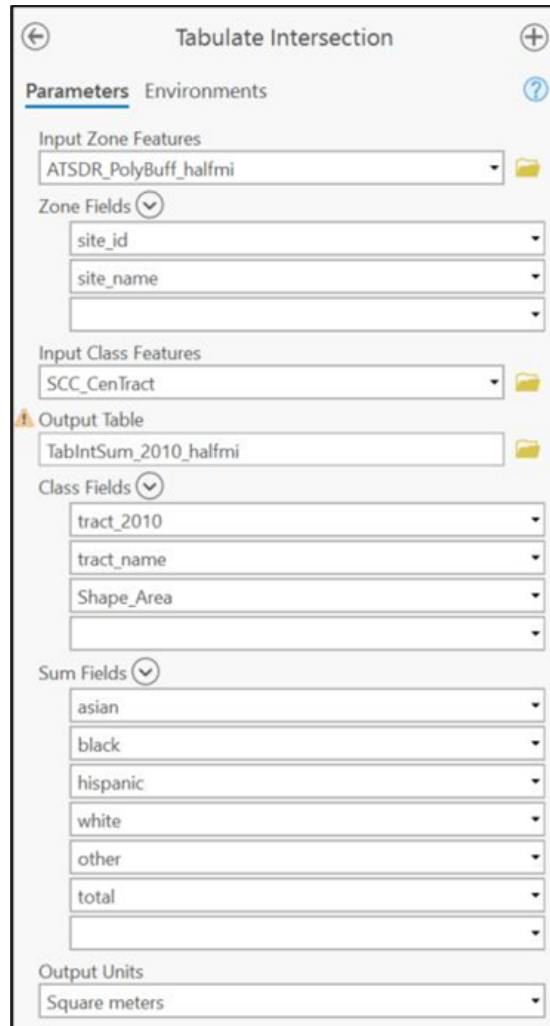 Tabulate Intersection
Parameters Environments
?
Input Zone Features
ATSDR_PolyBuff_halfmi
Zone Fields
site_id
site_name
Input Class Features
SCC_CenTract
Output Table
TabIntSum_2010_halfmi
Class Fields
tract_2010
tract_name
Shape_Area
Sum Fields
asian
black
hispanic
white
other
total
Output Units
Square meters